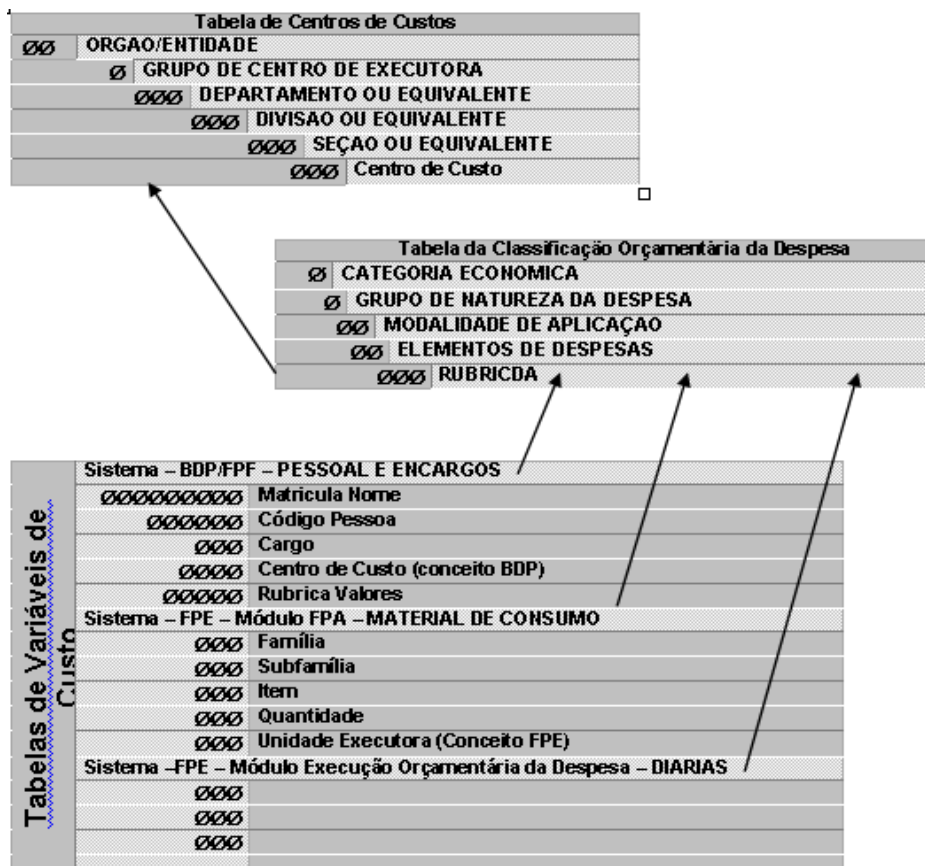 Tabela de Centros de Custos
ØØ ORGAO/ENTIDADE
Ø GRUPO DE CENTRO DE EXECUTORA
ØØØ DEPARTAMENTO OU EQUIVALENTE
ØØØ DIVISAO OU EQUIVALENTE
ØØØ SEÇAO OU EQUIVALENTE
ØØØ Centro de Custo
Tabela da Classificação Orçamentária da Despesa
Ø CATEGORIA ECONOMICA
Ø GRUPO DE NATUREZA DA DESPESA
ØØ MODALIDADE DE APLICAÇAO
ØØ ELEMENTOS DE DESPESAS
ØØØ RUBRICDA
Tabelas de Variáveis de
Custo
Sistema – BDP/FPF – PESSOAL E ENCARGOS
ØØØØØØØØØØ Matricula Nome
ØØØØØØØ Código Pessoa
ØØØ Cargo
ØØØØ Centro de Custo (conceito BDP)
ØØØØØ Rubrica Valores
Sistema – FPE – Módulo FPA – MATERIAL DE CONSUMO
ØØØ Família
ØØØ Subfamília
ØØØ Item
ØØØ Quantidade
ØØØ Unidade Executora (Conceito FPE)
Sistema –FPE – Módulo Execução Orçamentária da Despesa – DIARIAS
ØØØ
ØØØ
ØØØ